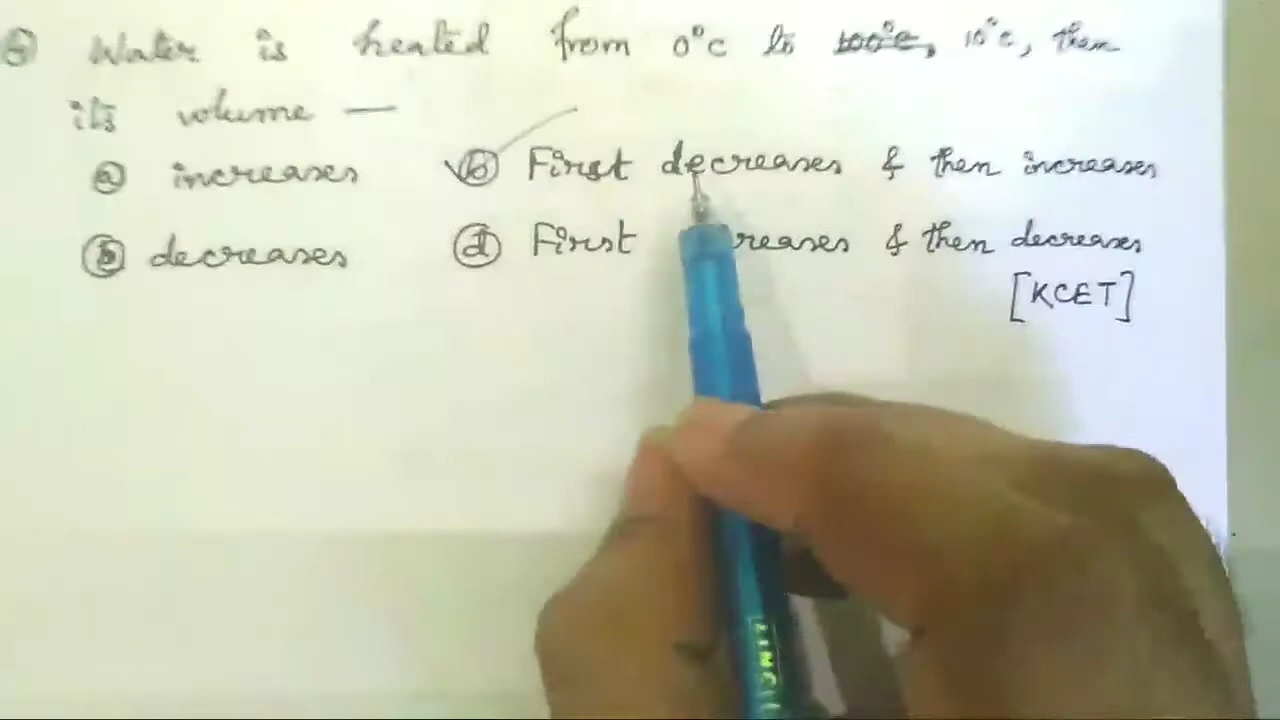 Water is heated from 0°c to 100°c, 10°c, then
its volume —
a increases b First decreases & then increases
b decreases d First reases & then decreases
[KCET]